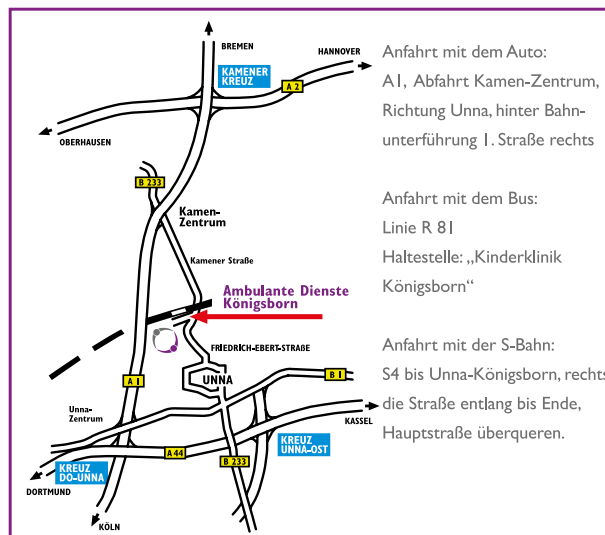 BREMEN
HANNOVER
KAMENER
KREUZ
A 2
OBERHAUSEN
B 233
Kamen-
Zentrum
Kamener Straße
Ambulante Dienste
Königsborn
FRIEDRICH-EBERT-STRAßE
UNNA
B 1
A 1
Unna-
Zentrum
KASSEL
KREUZ
UNNA-OST
A 44
B 233
KREUZ
DO-UNNA
DORTMUND
KÖLN
Anfahrt mit dem Auto:
A1, Abfahrt Kamen-Zentrum,
Richtung Unna, hinter Bahn-
unterführung 1. Straße rechts
Anfahrt mit dem Bus:
Linie R 81
Haltestelle: „Kinderklinik
Königsborn“
Anfahrt mit der S-Bahn:
S4 bis Unna-Königsborn, rechts
die Straße entlang bis Ende,
Hauptstraße überqueren.